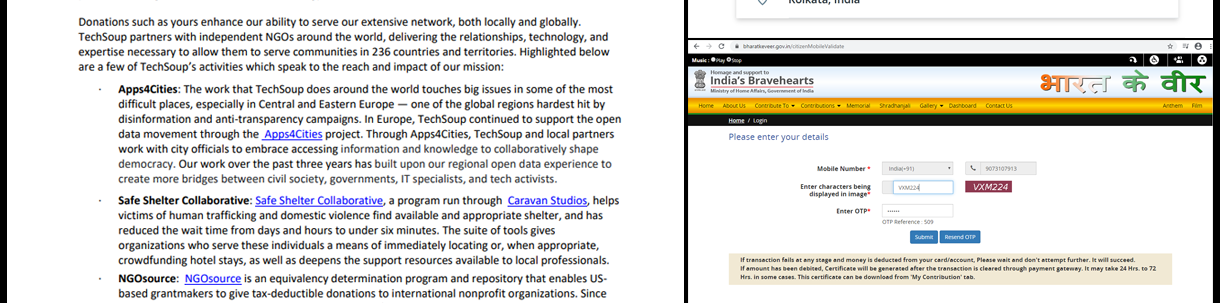 Donations such as yours enhance our ability to serve our extensive network, both locally and globally.
TechSoup partners with independent NGOs around the world, delivering the relationships, technology, and
expertise necessary to allow them to serve communities in 236 countries and territories. Highlighted below
are a few of TechSoup's activities which speak to the reach and impact of our mission:
· Apps4Cities: The work that TechSoup does around the world touches big issues in some of the most
difficult places, especially in Central and Eastern Europe — one of the global regions hardest hit by
disinformation and anti-transparency campaigns. In Europe, TechSoup continued to support the open
data movement through the Apps4Cities project. Through Apps4Cities, TechSoup and local partners
work with city officials to embrace accessing information and knowledge to collaboratively shape
democracy. Our work over the past three years has built upon our regional open data experience to
create more bridges between civil society, governments, IT specialists, and tech activists.
· Safe Shelter Collaborative: Safe Shelter Collaborative, a program run through Caravan Studios, helps
victims of human trafficking and domestic violence find available and appropriate shelter, and has
reduced the wait time from days and hours to under six minutes. The suite of tools gives
organizations who serve these individuals a means of immediately locating or, when appropriate,
crowdfunding hotel stays, as well as deepens the support resources available to local professionals.
· NGOsource: NGOsource is an equivalency determination program and repository that enables US-
based grantmakers to give tax-deductible donations to international nonprofit organizations. Since
Kolkata, India
bharatkeveer.gov.in/citizenMobileValidate
Music : Play Stop
Homage and support to
India's Bravehearts
Ministry of Home Affairs, Government of India
भारत के वीर
Home About Us Contribute To Contributions Memorial Shradhanjali Gallery Dashboard Contact Us Anthem Film
Home / Login
Please enter your details
Mobile Number * India(+91) 9073107913
Enter characters being
displayed in image* VXM224 VXM224
Enter OTP* ••••••
OTP Reference : 509
Submit Resend OTP
If transaction fails at any stage and money is deducted from your card/account, Please wait and don't attempt further. It will succeed.
If amount has been debited, Certificate will be generated after the transaction is cleared through payment gateway. It may take 24 Hrs. to 72
Hrs. in some cases. This certificate can be downloaded from 'My Contribution' tab.